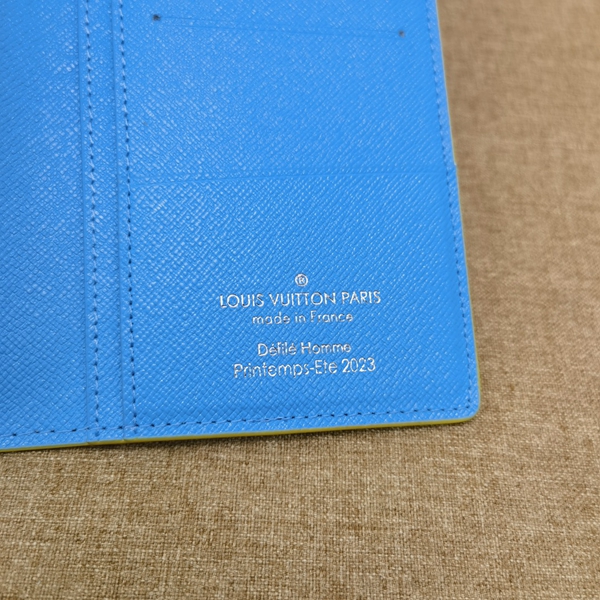 ®
LOUIS VUITTON PARIS
made in France
Défilé Homme
Printemps-Eté 2023